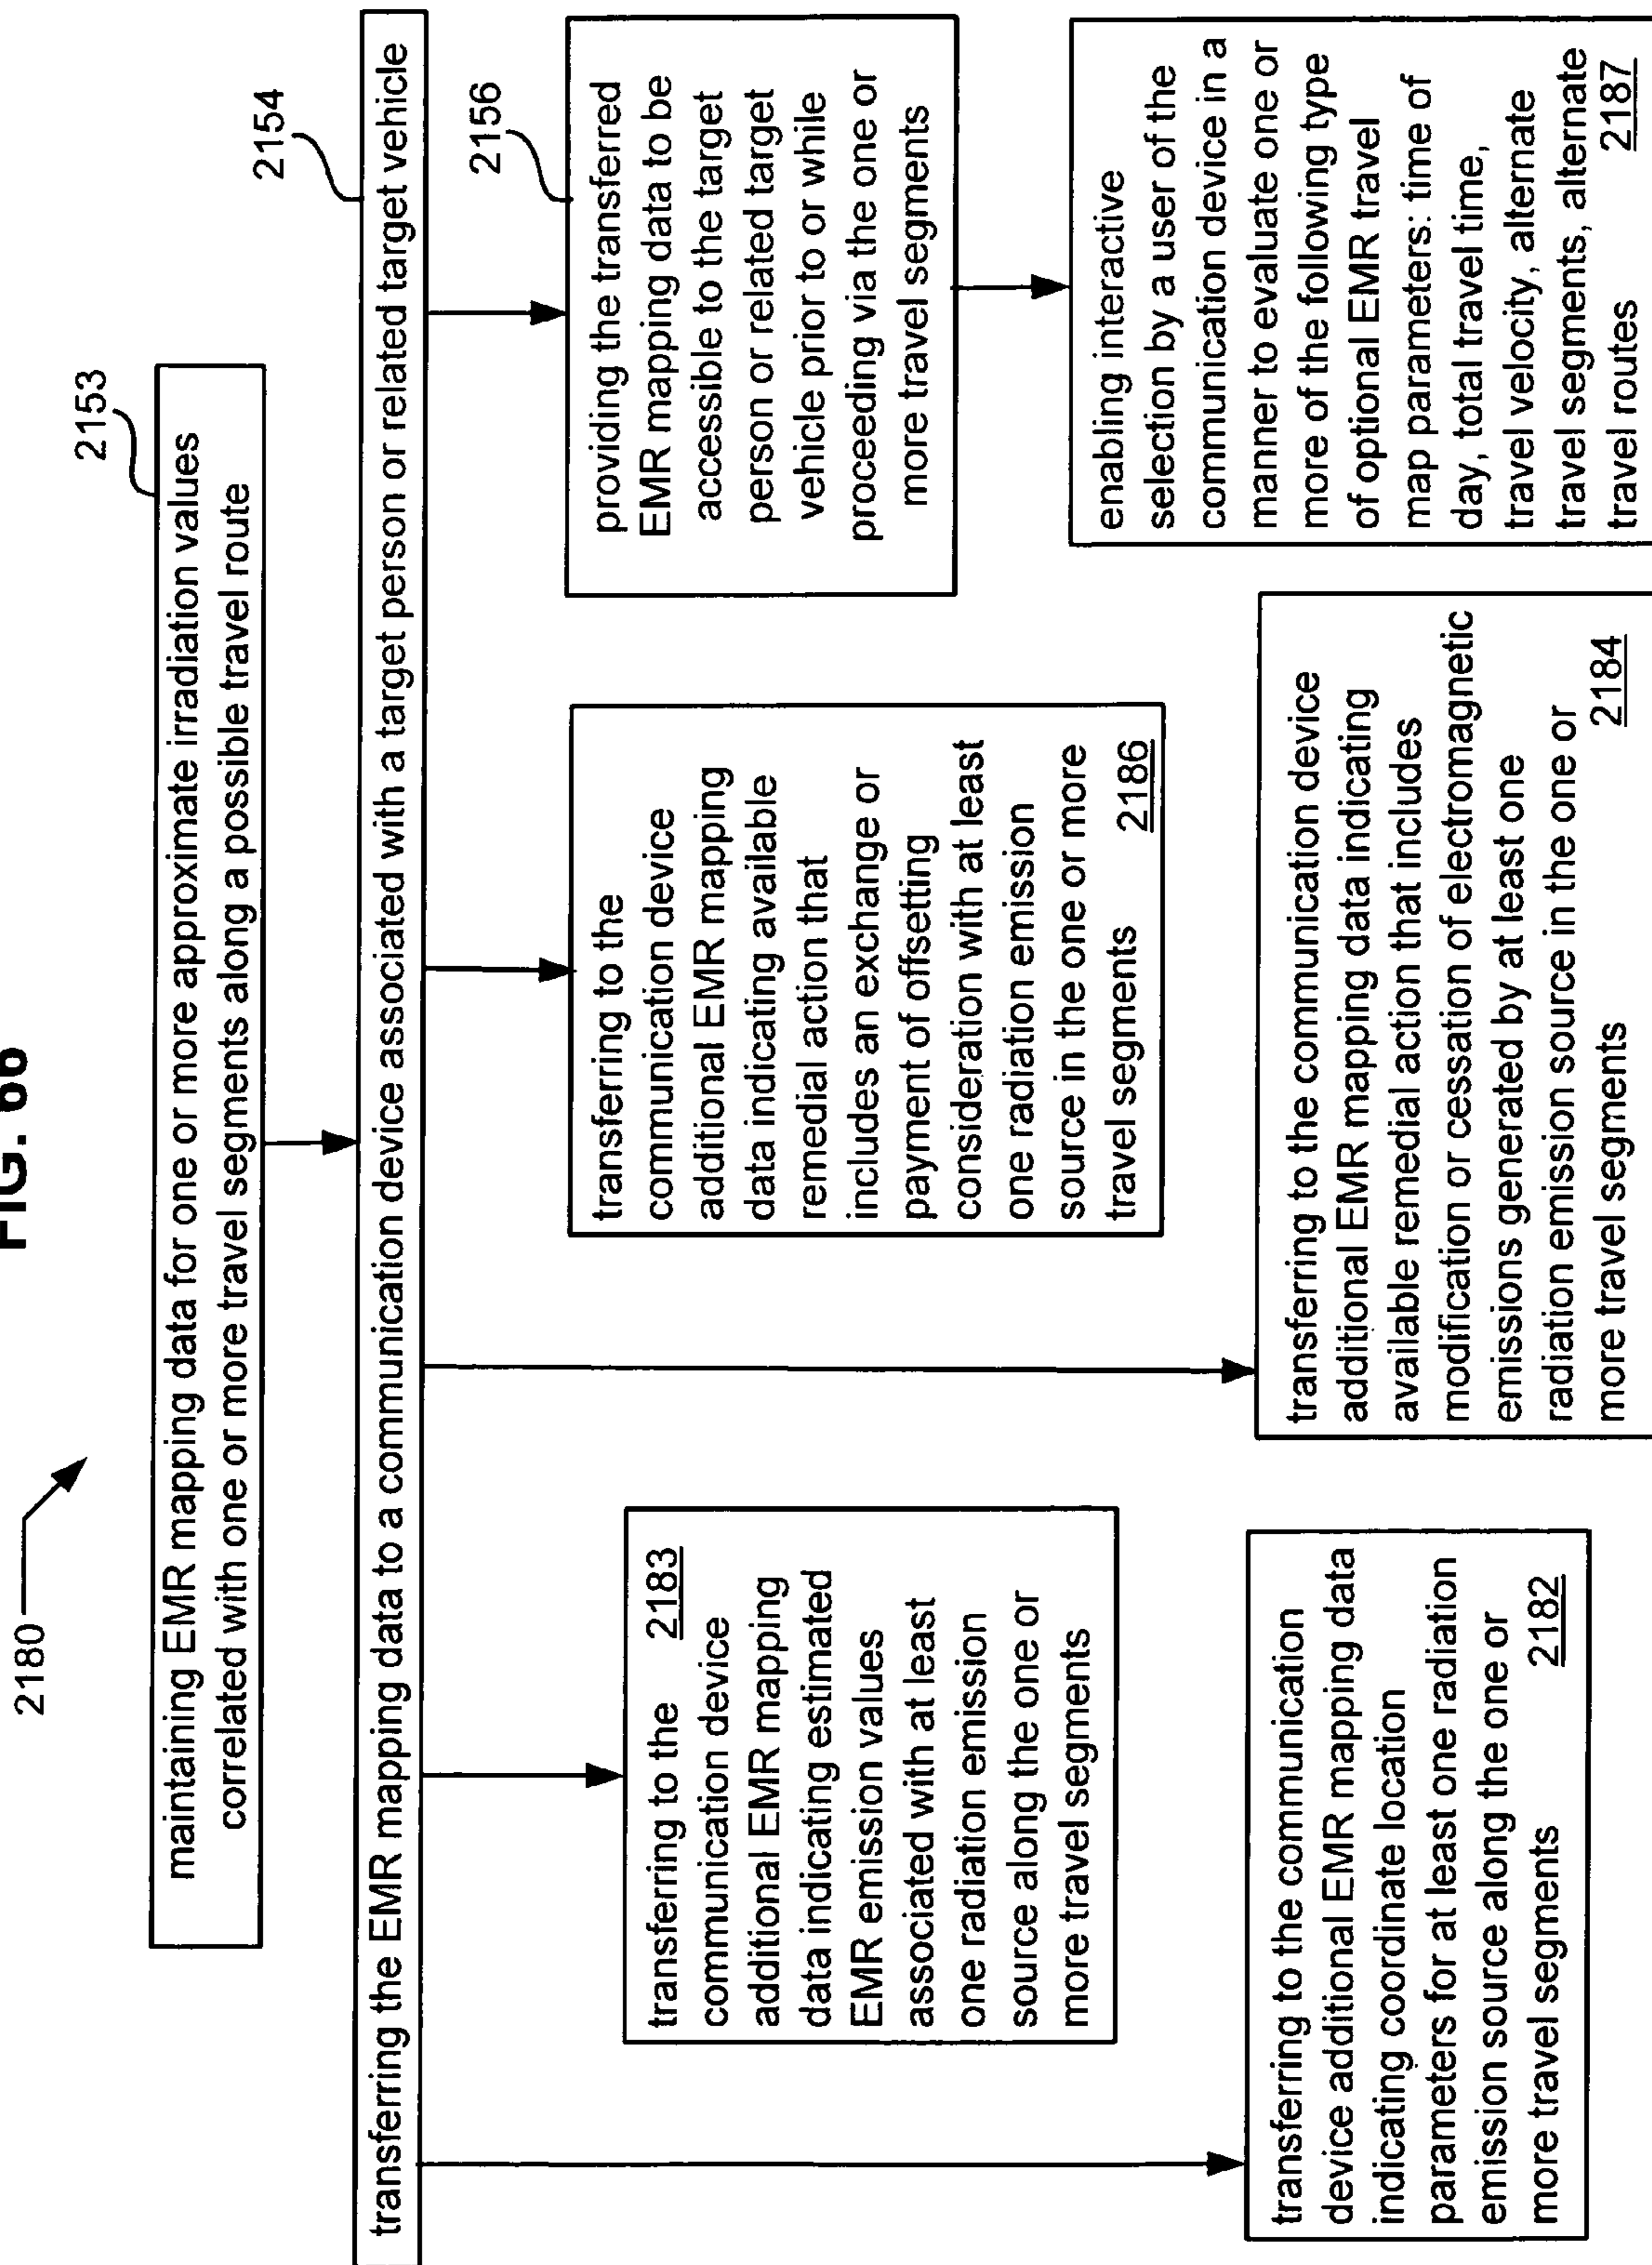 FIG.
2180
2153
maintaining EMR mapping data for one or more approximate irradiation values
correlated with one or more travel segments along a possible travel route
2154
transferring the EMR mapping data to a communication device associated with a target person or related target vehicle
transferring to the
device additional EMR mapping data
indicating coordinate location
parameters for at least one radiation
emission source along the one or
more travel segments
2182
transferring to the 2183
communication device
additional EMR mapping
data indicating estimated
EMR emission values
associated with at least
one radiation emission
source along the one or
more travel segments
transferring to the communication device
additional EMR mapping data indicating
available remedial action that includes
modification or cessation of electromagnetic
emissions generated by at least one
radiation emission source in the one or
more travel segments
2184
transferring to the
communication device
additional EMR mapping
data indicating available
remedial action that
includes an exchange or
payment of offsetting
consideration with at least
one radiation emission
source in the one or more
travel segments 2186
2156
providing the transferred
EMR mapping data to be
accessible to the target
person or related target
vehicle prior to or while
proceeding via the one or
more travel segments
enabling interactive
selection by a user of the
communication device in a
manner to evaluate one or
more of the following type
of optional EMR travel
map parameters: time of
day, total travel time,
travel velocity, alternate
travel segments, alternate
travel routes 2187